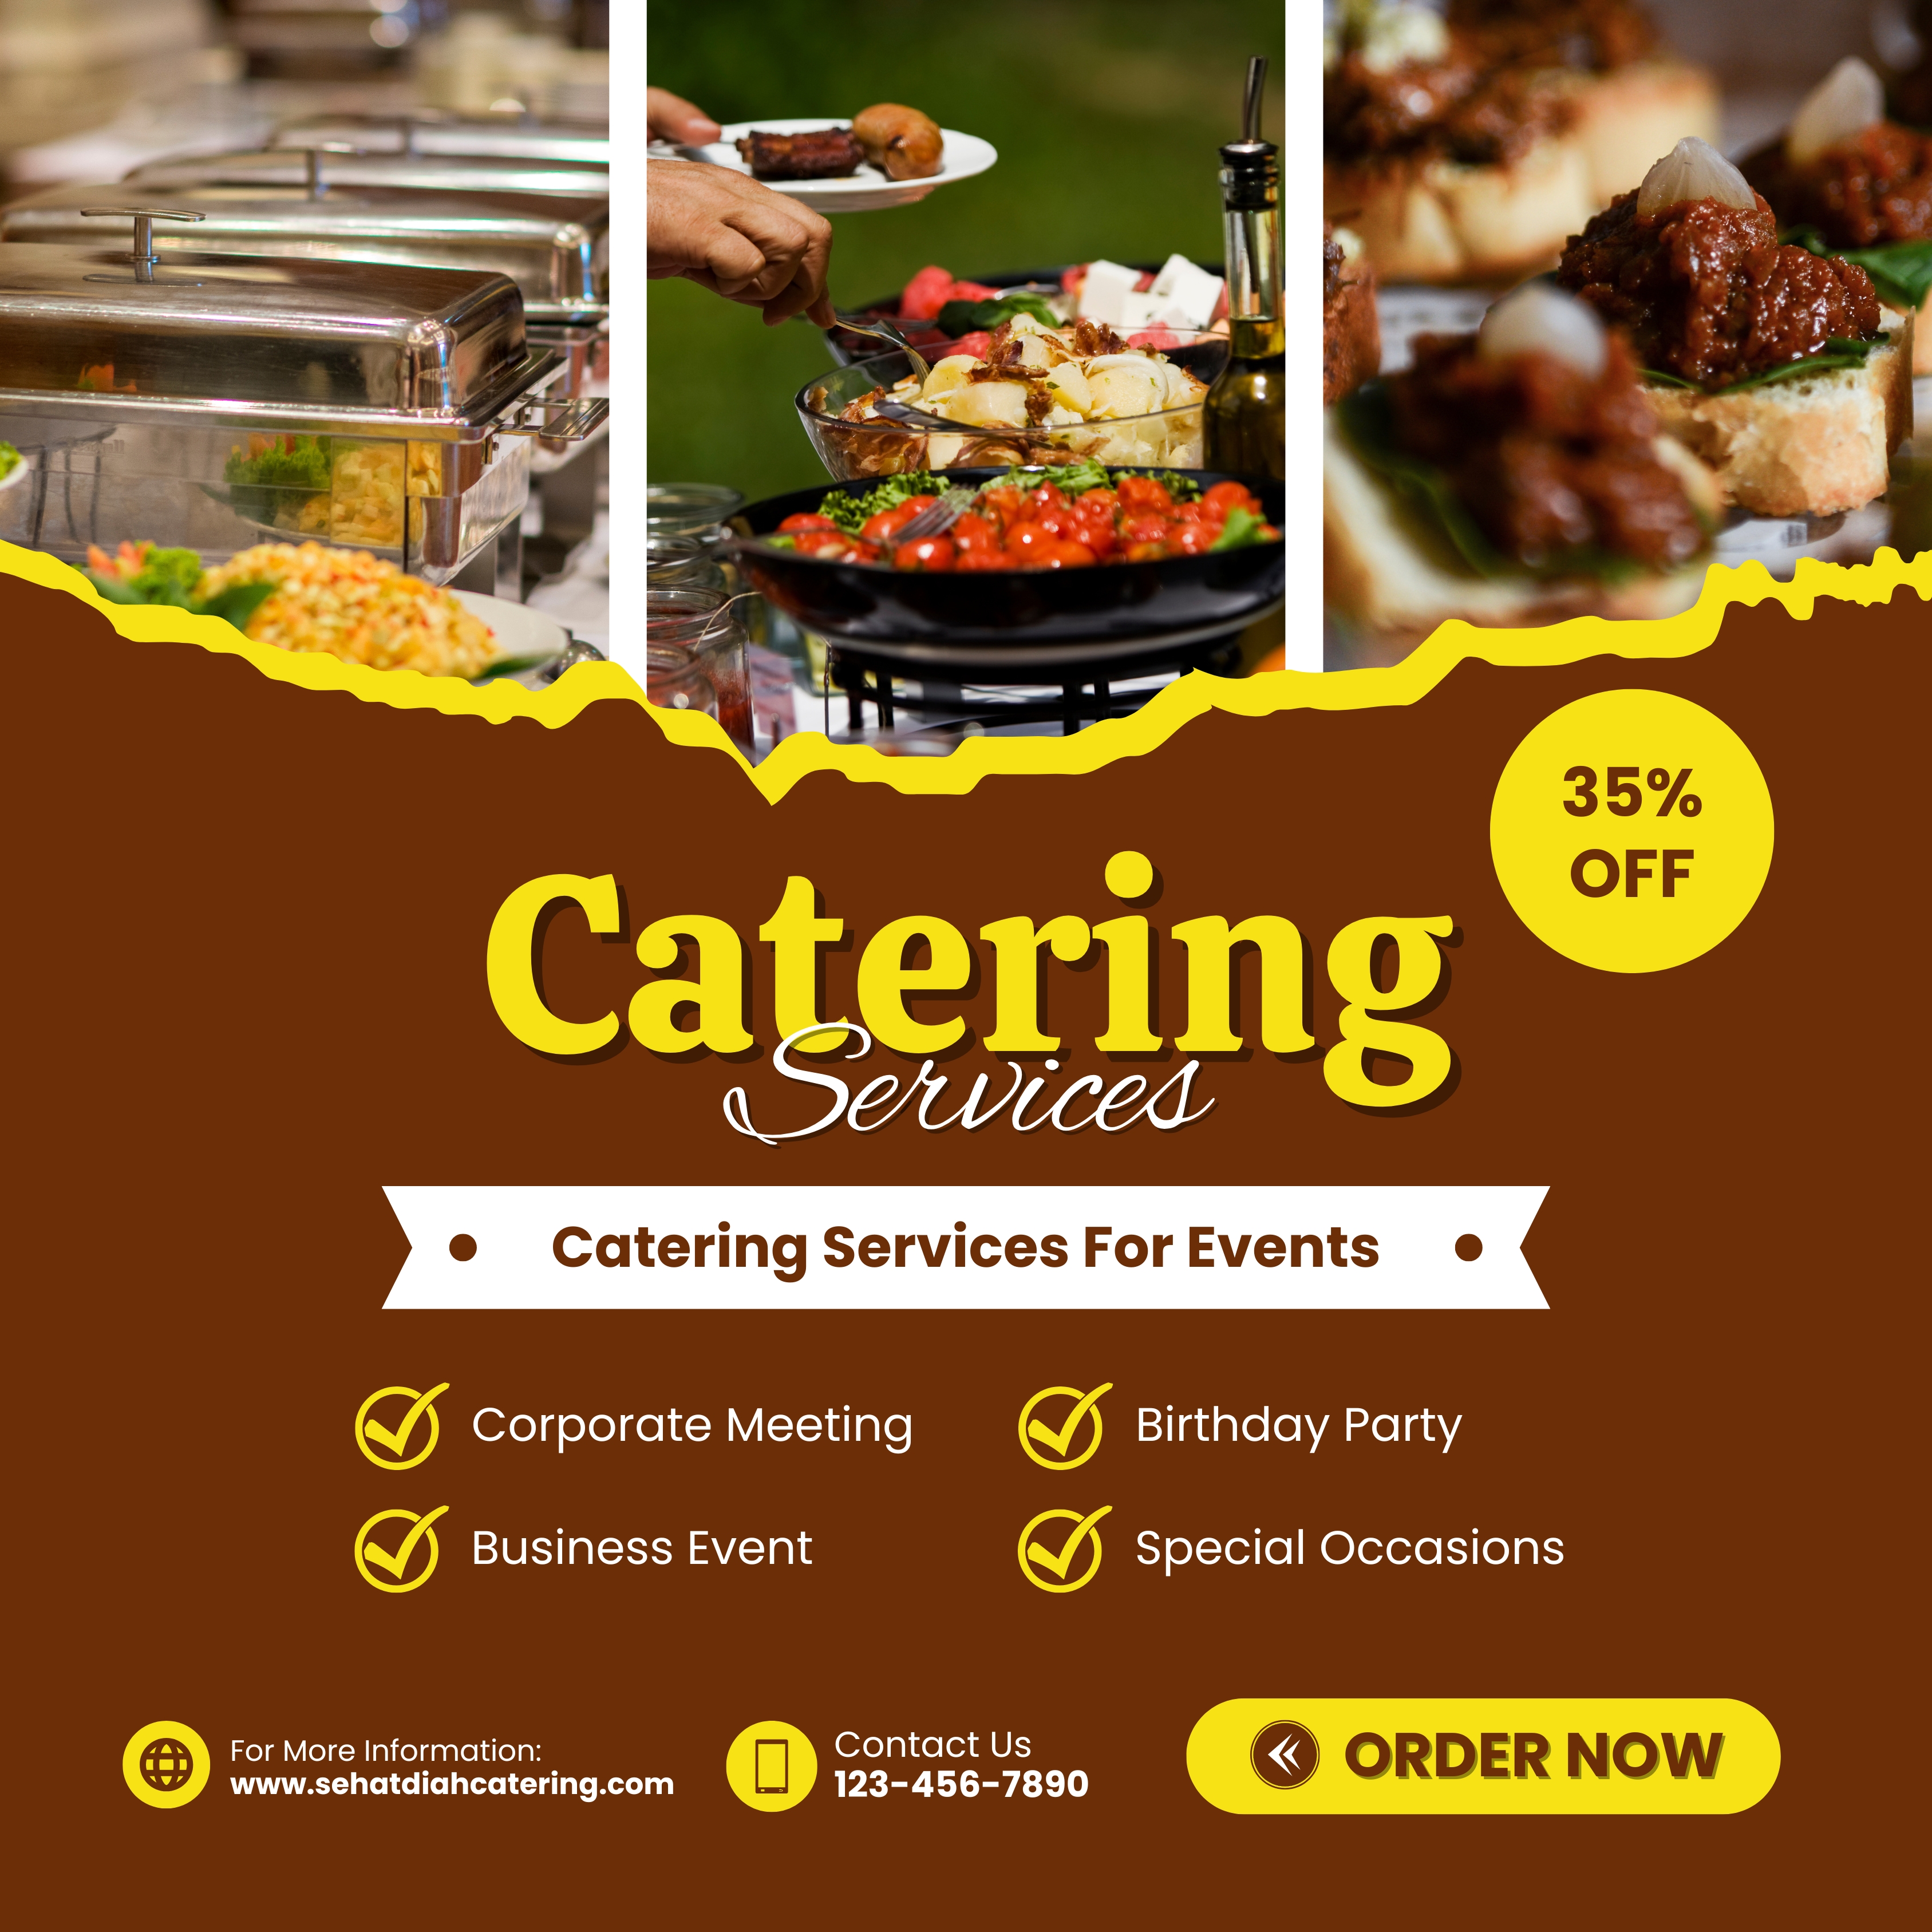 35%
OFF
Catering
Services
Catering Services For Events
Corporate Meeting
Birthday Party
Business Event
Special Occasions
For More Information:
www.sehatdiahcatering.com
Contact Us
123-456-7890
ORDER NOW